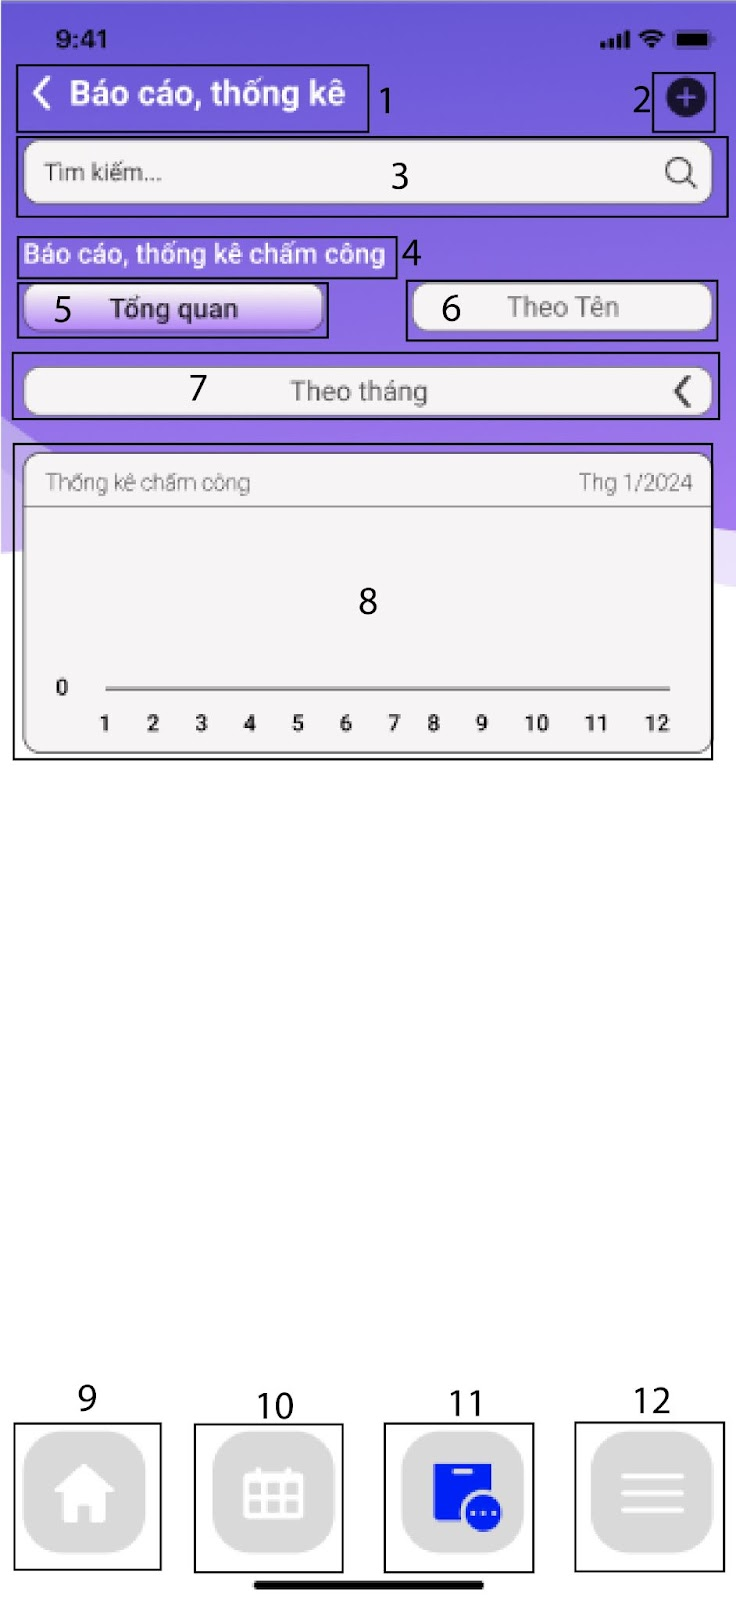 9:41
Báo cáo, thống kê 1 2
Tìm kiếm... 3
Báo cáo, thống kê chấm công 4
5 Tổng quan 6 Theo Tên
7 Theo tháng
Thống kê chấm công Thg 1/2024
8
0
1 2 3 4 5 6 7 8 9 10 11 12
9 10 11 12